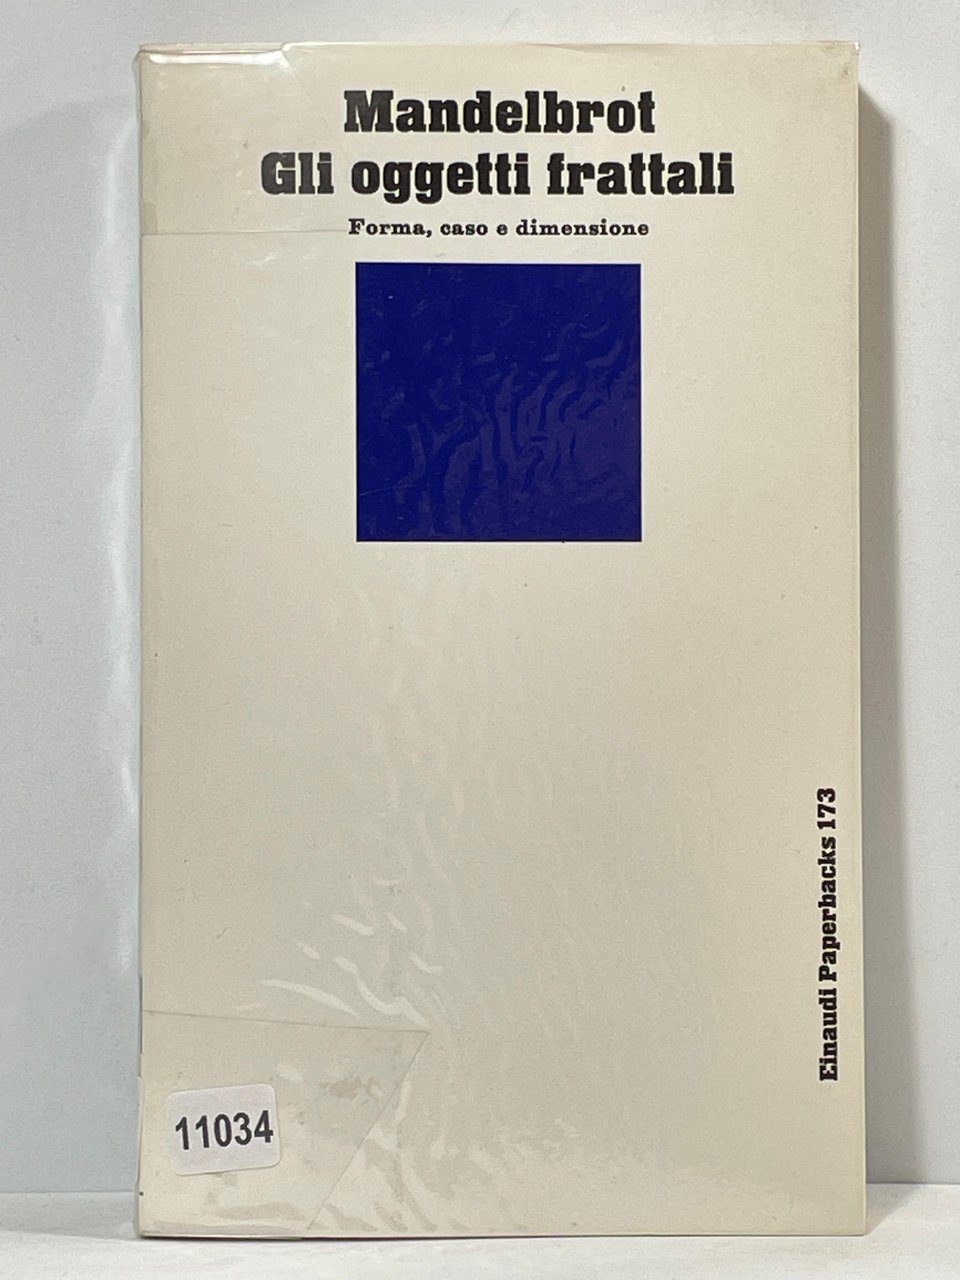 Mandelbrot
Gli oggetti frattali
Forma, caso e dimensione
Einaudi Paperbacks 173
11034